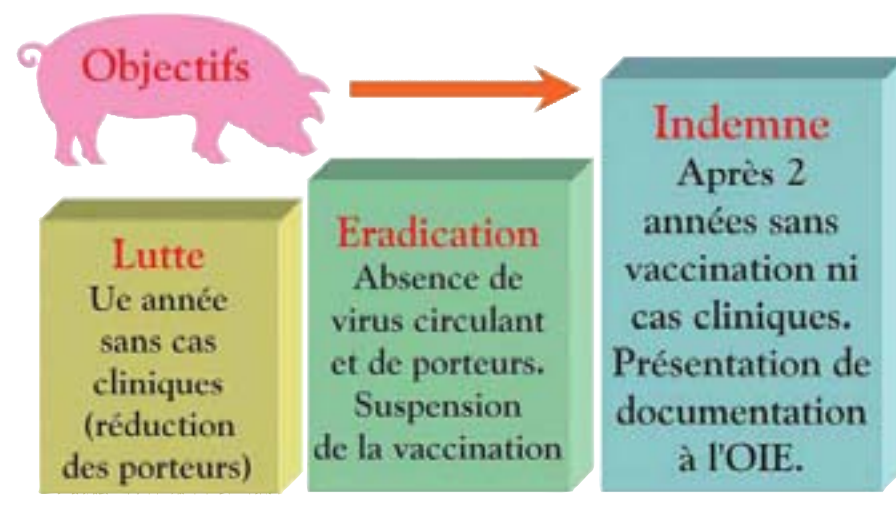 Objectifs
Lutte
Ue année
sans cas
cliniques
(réduction
des porteurs)
Eradication
Absence de
virus circulant
et de porteurs.
Suspension
de la vaccination
Indemne
Après 2
années sans
vaccination ni
cas cliniques.
Présentation de
documentation
à l'OIE.